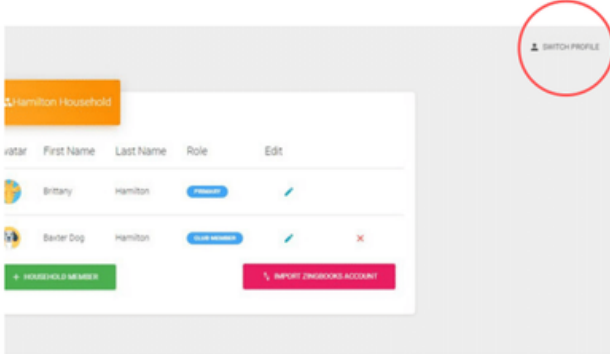 SWITCH PROFILE
Hamilton Household
vatar First Name Last Name Role Edit
Brittany Hamilton PRIMARY
Baxter Dog Hamilton CLUB MEMBER
+ HOUSEHOLD MEMBER IMPORT ZINGBOOKS ACCOUNT